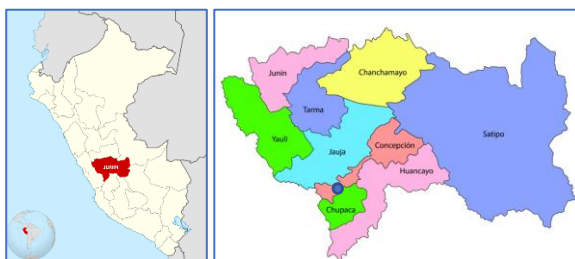 JUNIN
Junín
Chanchamayo
Tarma
Yauli
Satipo
Jauja
Concepción
Huancayo
Chupaca